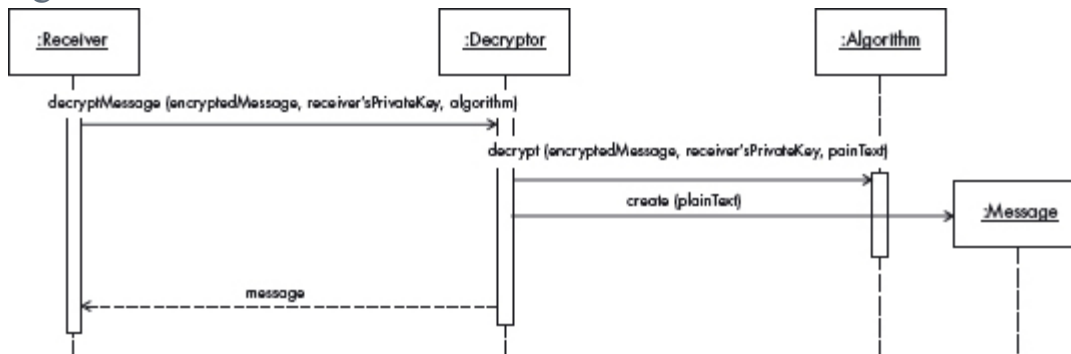 :Receiver
:Decryptor
:Algorithm
decryptMessage (encryptedMessage, receiver'sPrivateKey, algorithm)
decrypt (encryptedMessage, receiver'sPrivateKey, painText)
create (plainText)
:Message
message